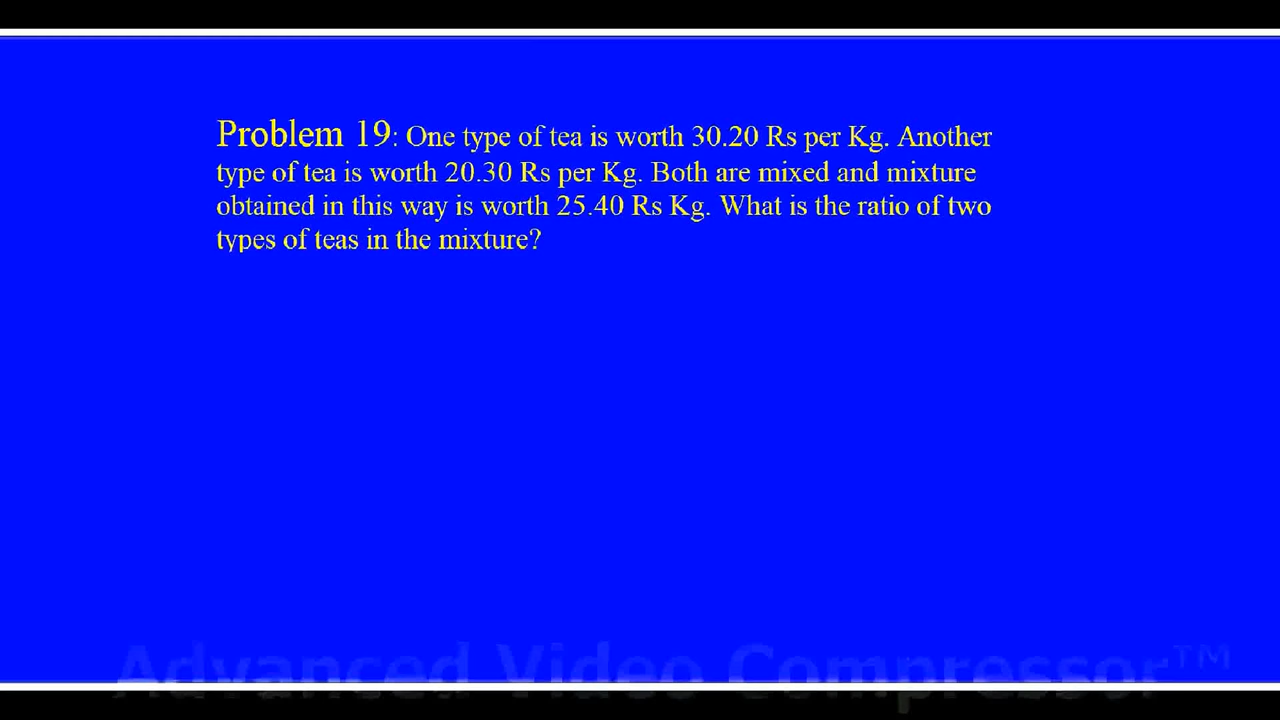 Problem 19: One type of tea is worth 30.20 Rs per Kg. Another
type of tea is worth 20.30 Rs per Kg. Both are mixed and mixture
obtained in this way is worth 25.40 Rs Kg. What is the ratio of two
types of teas in the mixture?
Advanced Video Compressor™